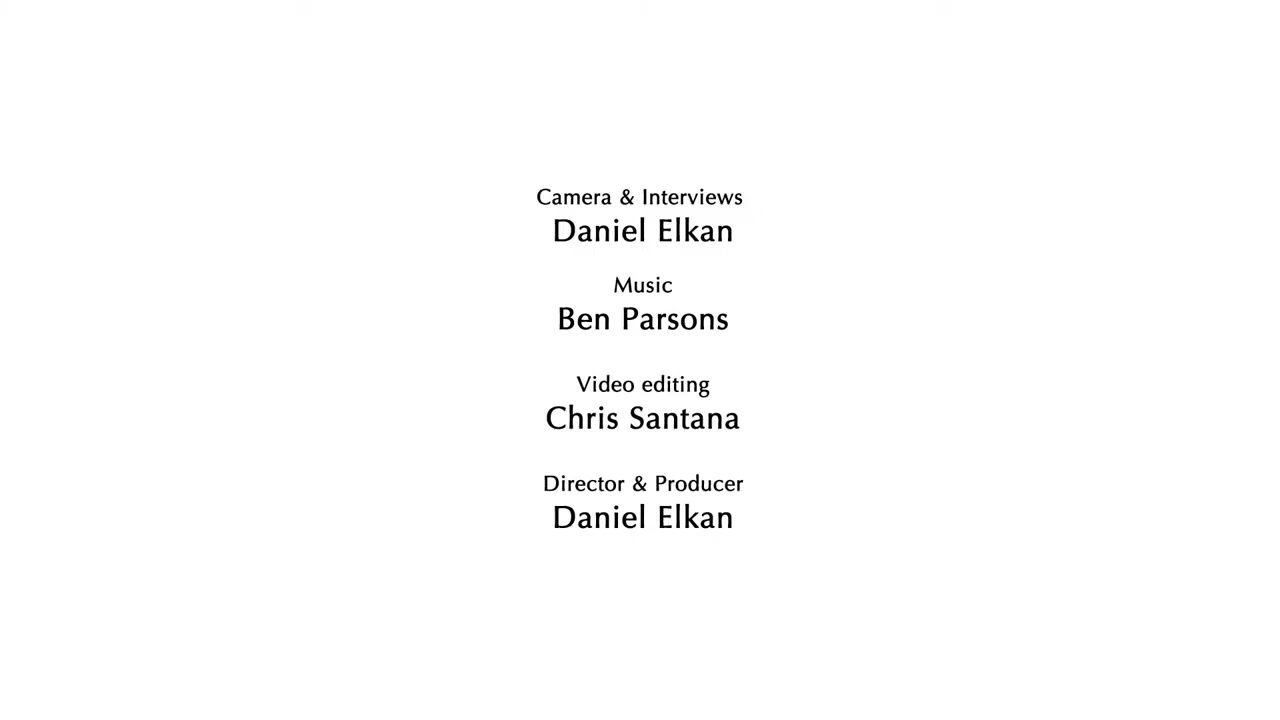 Camera & Interviews
Daniel Elkan
Music
Ben Parsons
Video editing
Chris Santana
Director & Producer
Daniel Elkan